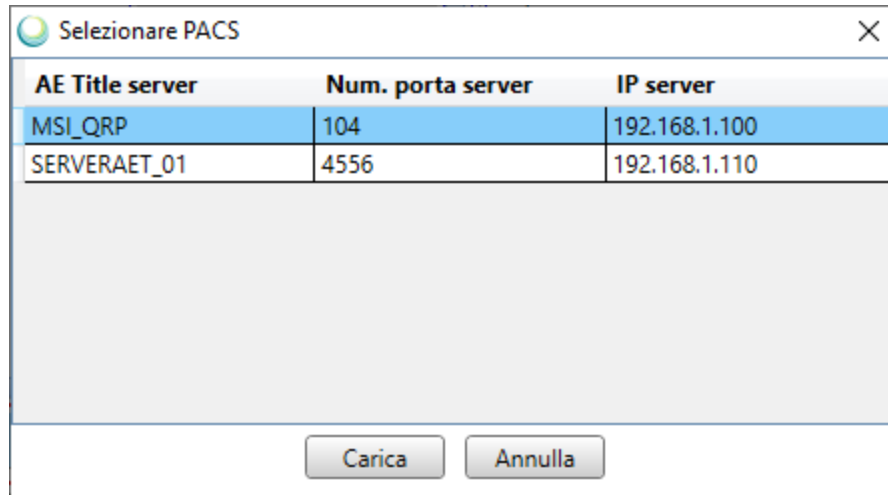 Selezionare PACS
AE Title server Num. porta server IP server
MSI_QRP 104 192.168.1.100
SERVERAET_01 4556 192.168.1.110
Carica Annulla